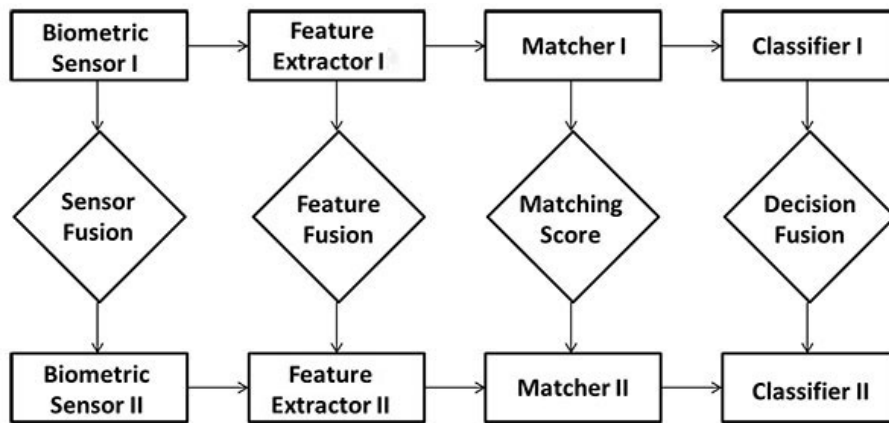 Biometric
Sensor I
Feature
Extractor I
Matcher I
Classifier I
Sensor
Fusion
Feature
Fusion
Matching
Score
Decision
Fusion
Biometric
Sensor II
Feature
Extractor II
Matcher II
Classifier II